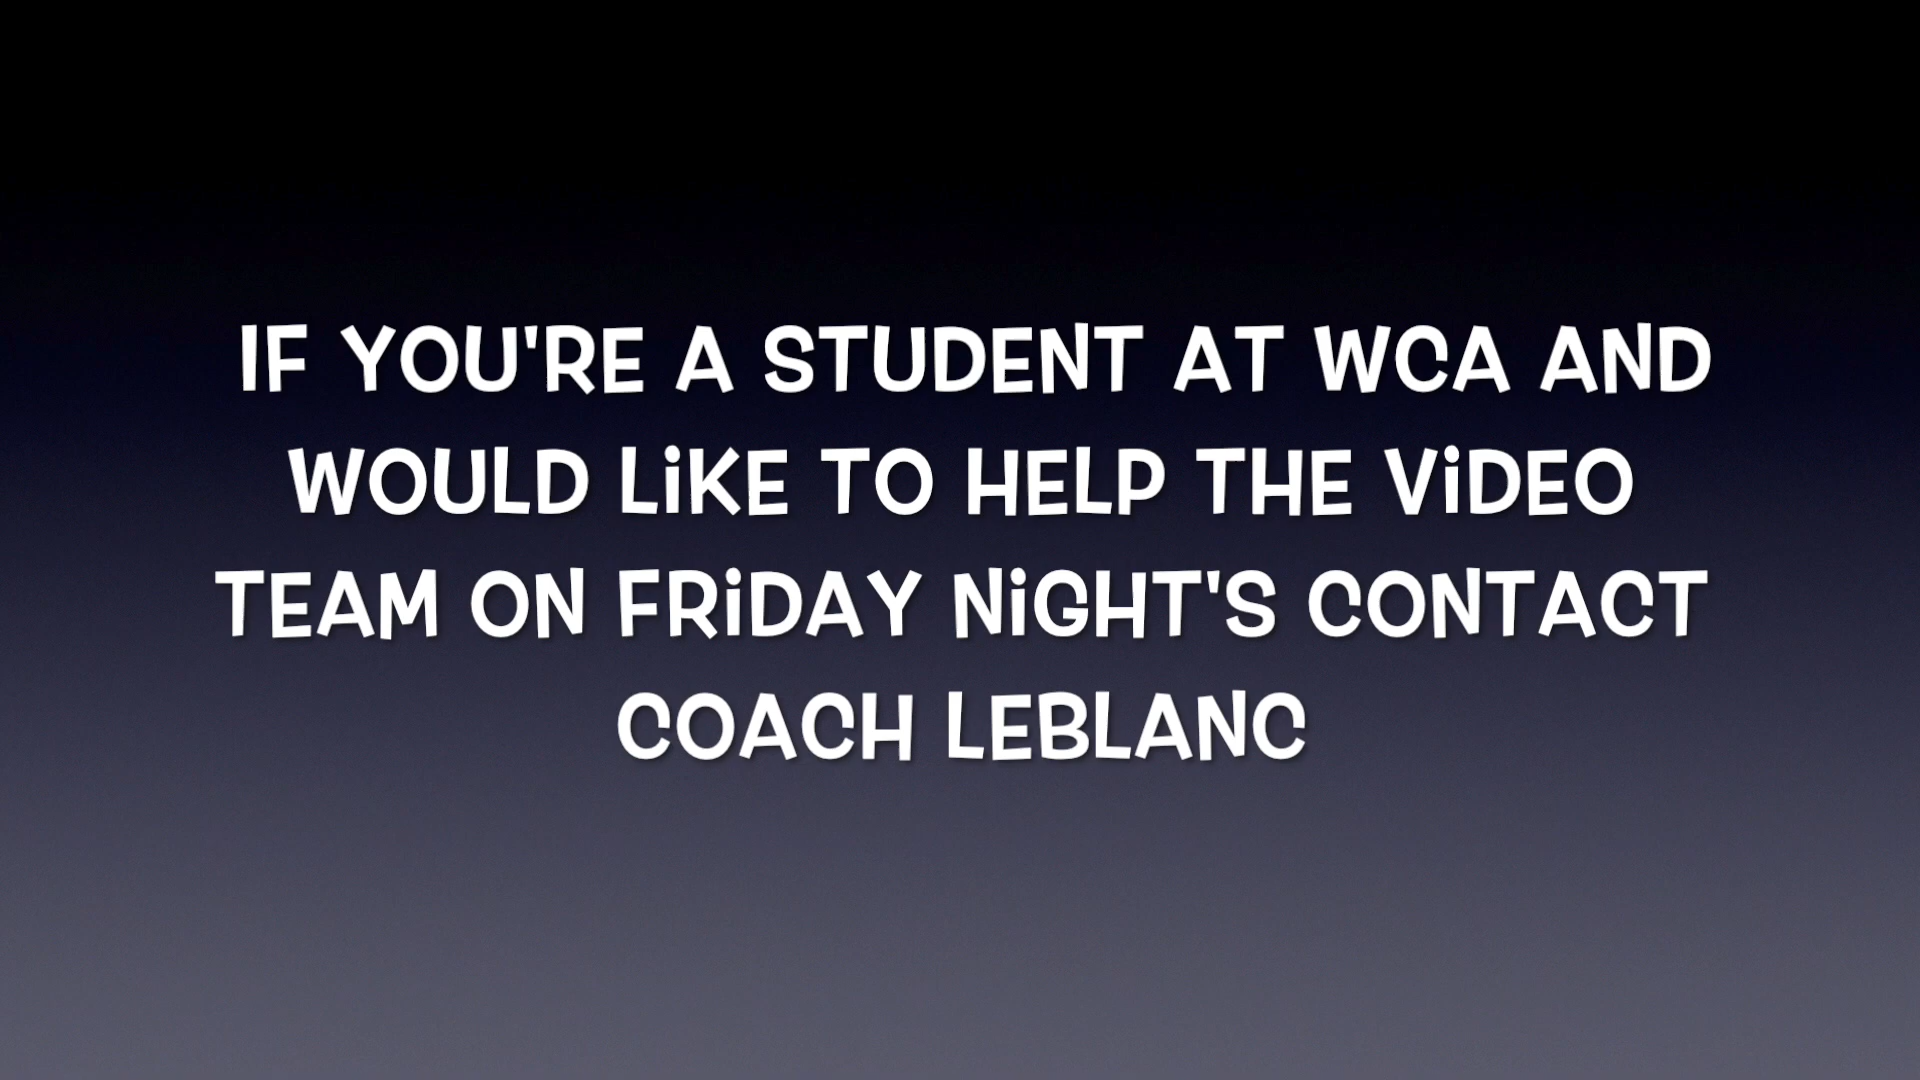 IF YOU'RE A STUDENT AT WCA AND
WOULD LiKE TO HELP THE ViDEO
TEAM ON FRiDAY NiGHT'S CONTACT
COACH LEBLANC